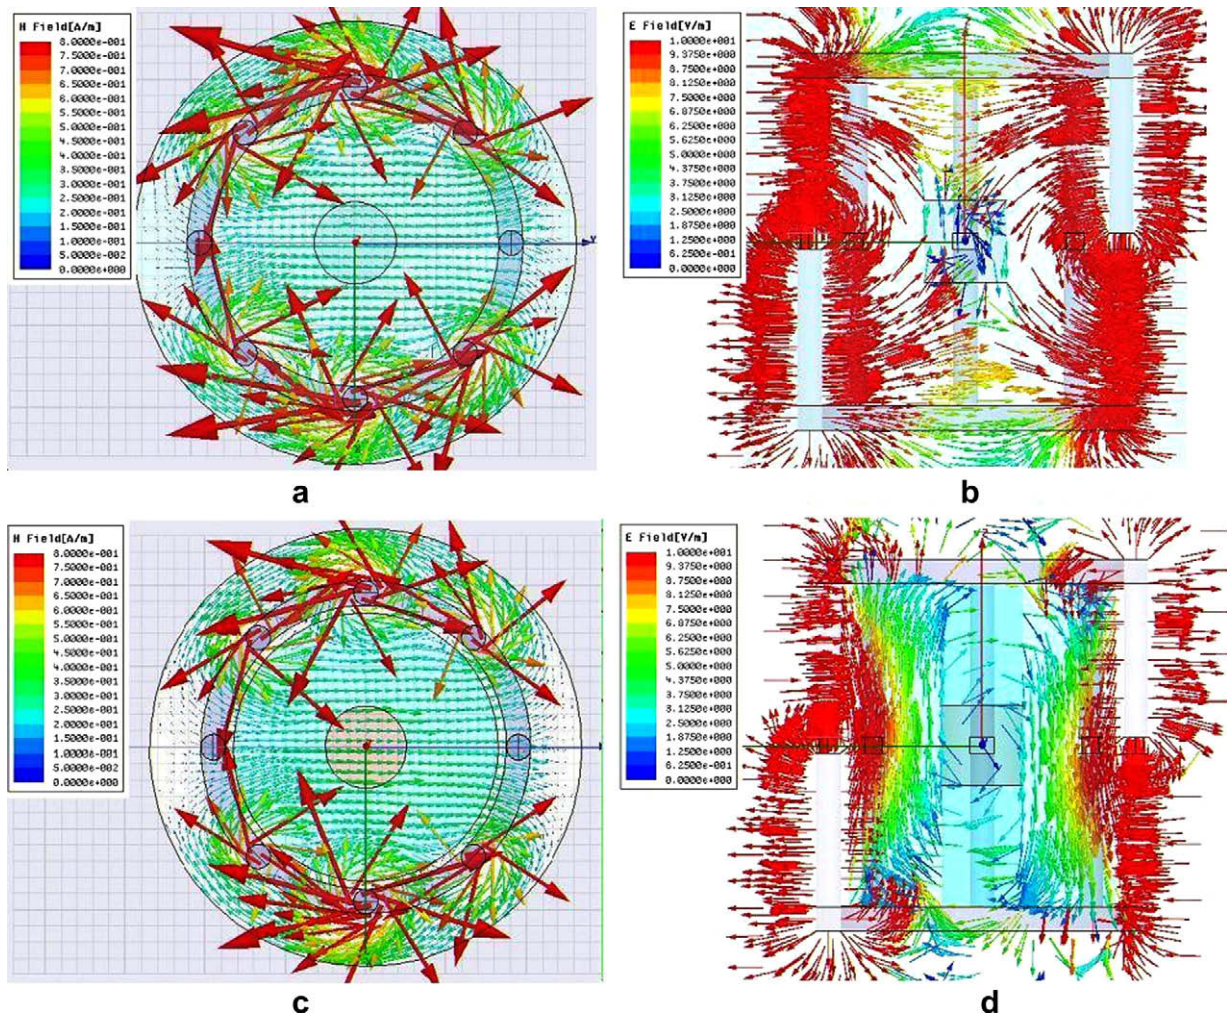 H Field[A/m]
8.0000e-001
7.5000e-001
7.0000e-001
6.5000e-001
6.0000e-001
5.5000e-001
5.0000e-001
4.5000e-001
4.0000e-001
3.5000e-001
3.0000e-001
2.5000e-001
2.0000e-001
1.5000e-001
1.0000e-001
5.0000e-002
0.0000e+000
a
E Field[V/m]
1.0000e+001
9.3750e+000
8.7500e+000
8.1250e+000
7.5000e+000
6.8750e+000
6.2500e+000
5.6250e+000
5.0000e+000
4.3750e+000
3.7500e+000
3.1250e+000
2.5000e+000
1.8750e+000
1.2500e+000
6.2500e-001
0.0000e+000
b
H Field[A/m]
8.0000e-001
7.5000e-001
7.0000e-001
6.5000e-001
6.0000e-001
5.5000e-001
5.0000e-001
4.5000e-001
4.0000e-001
3.5000e-001
3.0000e-001
2.5000e-001
2.0000e-001
1.5000e-001
1.0000e-001
5.0000e-002
0.0000e+000
c
E Field[V/m]
1.0000e+001
9.3750e+000
8.7500e+000
8.1250e+000
7.5000e+000
6.8750e+000
6.2500e+000
5.6250e+000
5.0000e+000
4.3750e+000
3.7500e+000
3.1250e+000
2.5000e+000
1.8750e+000
1.2500e+000
6.2500e-001
0.0000e+000
d